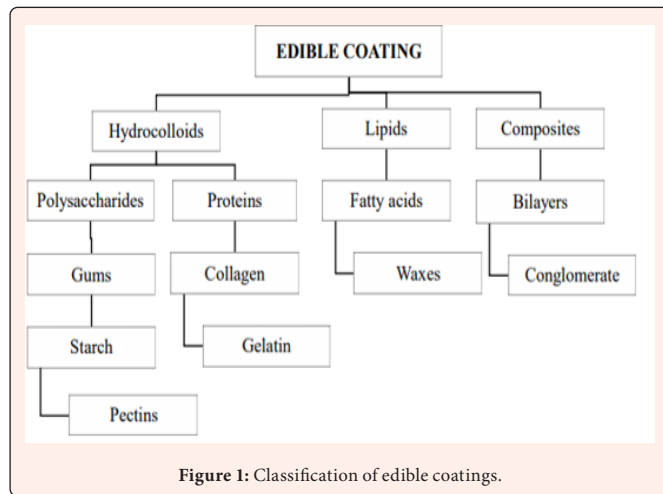 EDIBLE COATING
Hydrocolloids
Lipids
Composites
Polysaccharides
Proteins
Fatty acids
Bilayers
Gums
Collagen
Waxes
Conglomerate
Starch
Gelatin
Pectins
Figure 1: Classification of edible coatings.